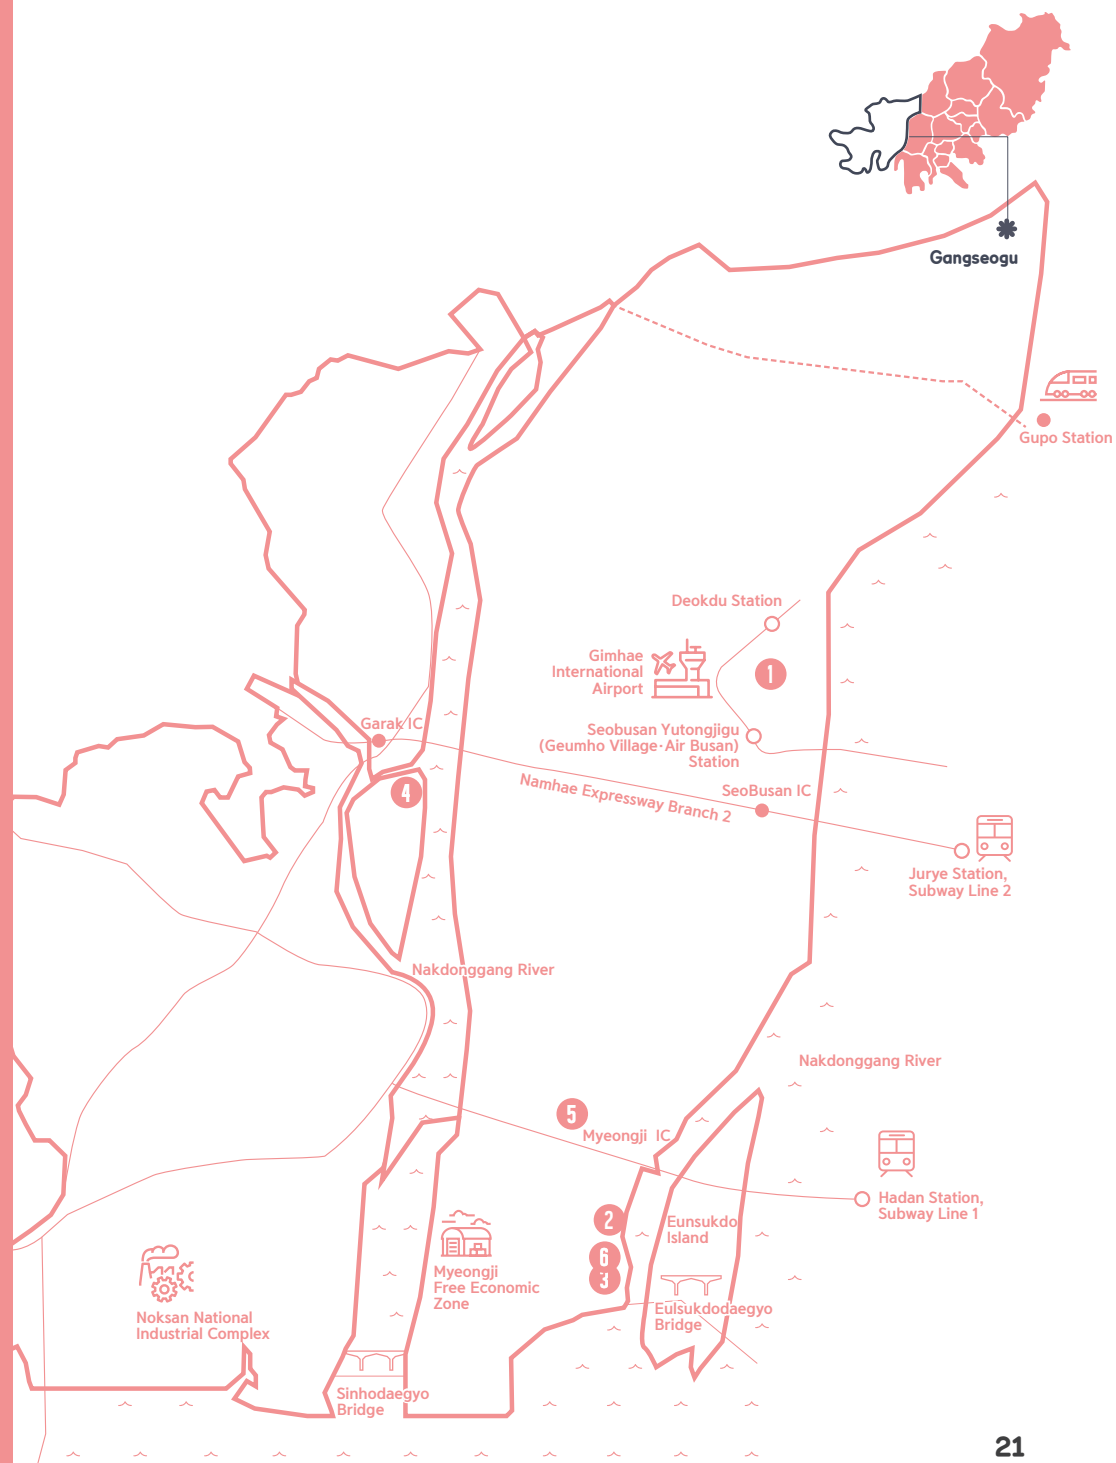 Gangseogu
Gupo Station
Deokdu Station
Gimhae
International
Airport
1
Seobusan Yutongjigu
(Geumho Village·Air Busan)
Station
Garak IC
4
Namhae Expressway Branch 2
SeoBusan IC
Jurye Station,
Subway Line 2
Nakdonggang River
Nakdonggang River
5
Myeongji IC
Hadan Station,
Subway Line 1
2
Eunsukdo
Island
6
3
Myeongji
Free Economic
Zone
Eulsukdodaegyo
Bridge
Noksan National
Industrial Complex
Sinhodaegyo
Bridge
21